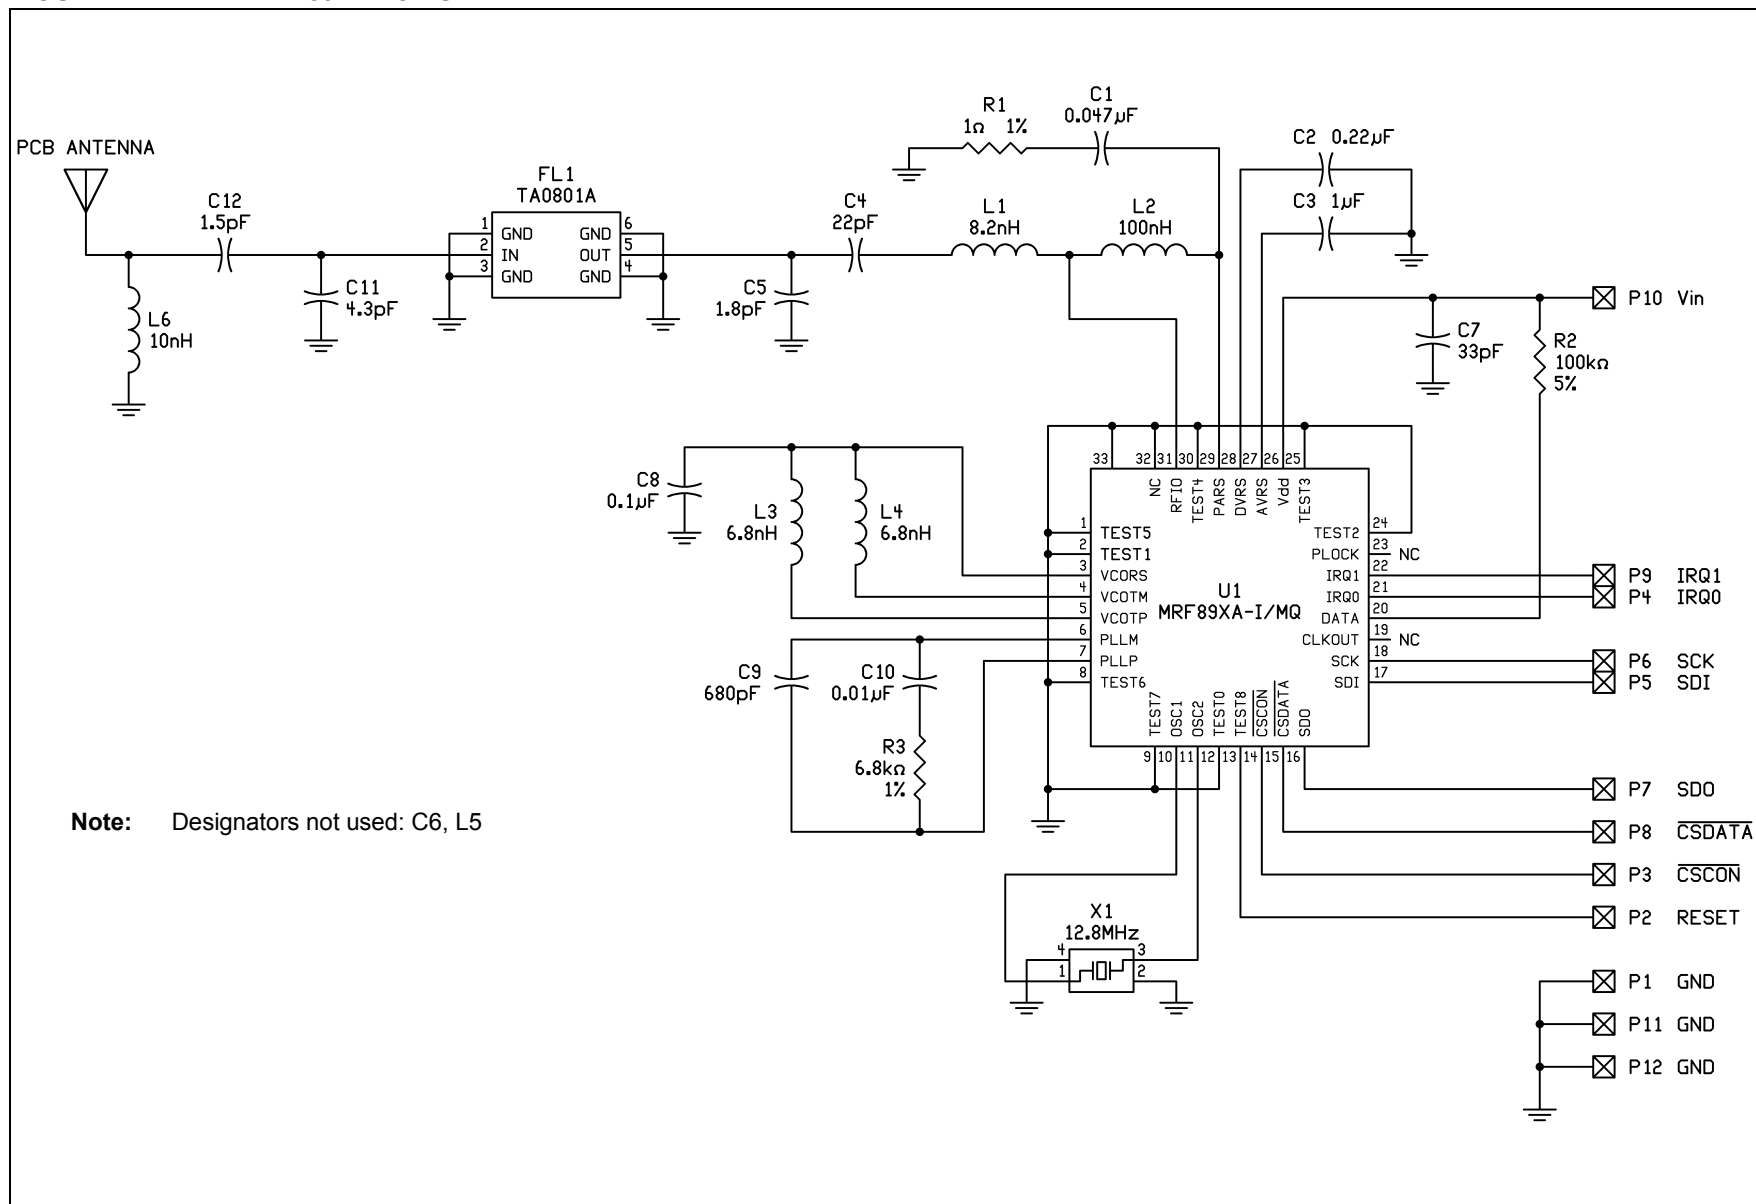 PCB ANTENNA
C12
1.5pF
L6
10nH
C11
4.3pF
FL1
TA0801A
1 GND GND 6
2 IN OUT 5
3 GND GND 4
C5
1.8pF
C4
22pF
R1
1Ω 1%
C1
0.047µF
L1
8.2nH
L2
100nH
C2 0.22µF
C3 1µF
P10 Vin
C7
33pF
R2
100kΩ
5%
C8
0.1µF
L3
6.8nH
L4
6.8nH
33 32 31 30 29 28 27 26 25
NC RFIO TEST4 PARS DVRS AVRS Vdd TEST3
1 TEST5
2 TEST1
3 VCORS
4 VCOTM
5 VCOTP
6 PLLM
7 PLLP
8 TEST6
U1
MRF89XA-I/MQ
TEST2 24
PLOCK 23 NC
IRQ1 22
IRQ0 21
DATA 20
CLKOUT 19 NC
SCK 18
SDI 17
TEST7 OSC1 OSC2 TEST0 TEST8 CSCON CSDATA SDO
9 10 11 12 13 14 15 16
P9 IRQ1
P4 IRQ0
P6 SCK
P5 SDI
C9
680pF
C10
0.01µF
R3
6.8kΩ
1%
Note: Designators not used: C6, L5
P7 SDO
P8 CSDATA
P3 CSCON
P2 RESET
X1
12.8MHz
4 3
1 2
P1 GND
P11 GND
P12 GND